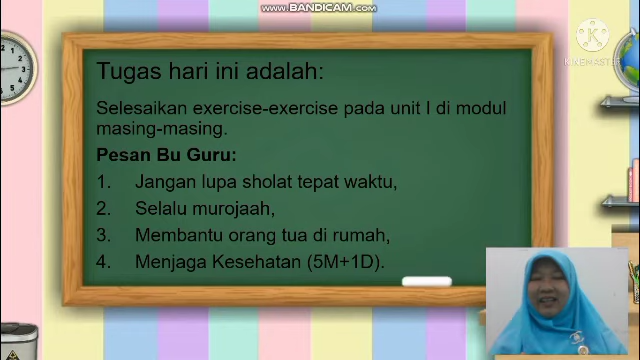 www.BANDICAM.com
KINEMASTER
Tugas hari ini adalah:
Selesaikan exercise-exercise pada unit I di modul
masing-masing.
Pesan Bu Guru:
1. Jangan lupa sholat tepat waktu,
2. Selalu murojaah,
3. Membantu orang tua di rumah,
4. Menjaga Kesehatan (5M+1D).